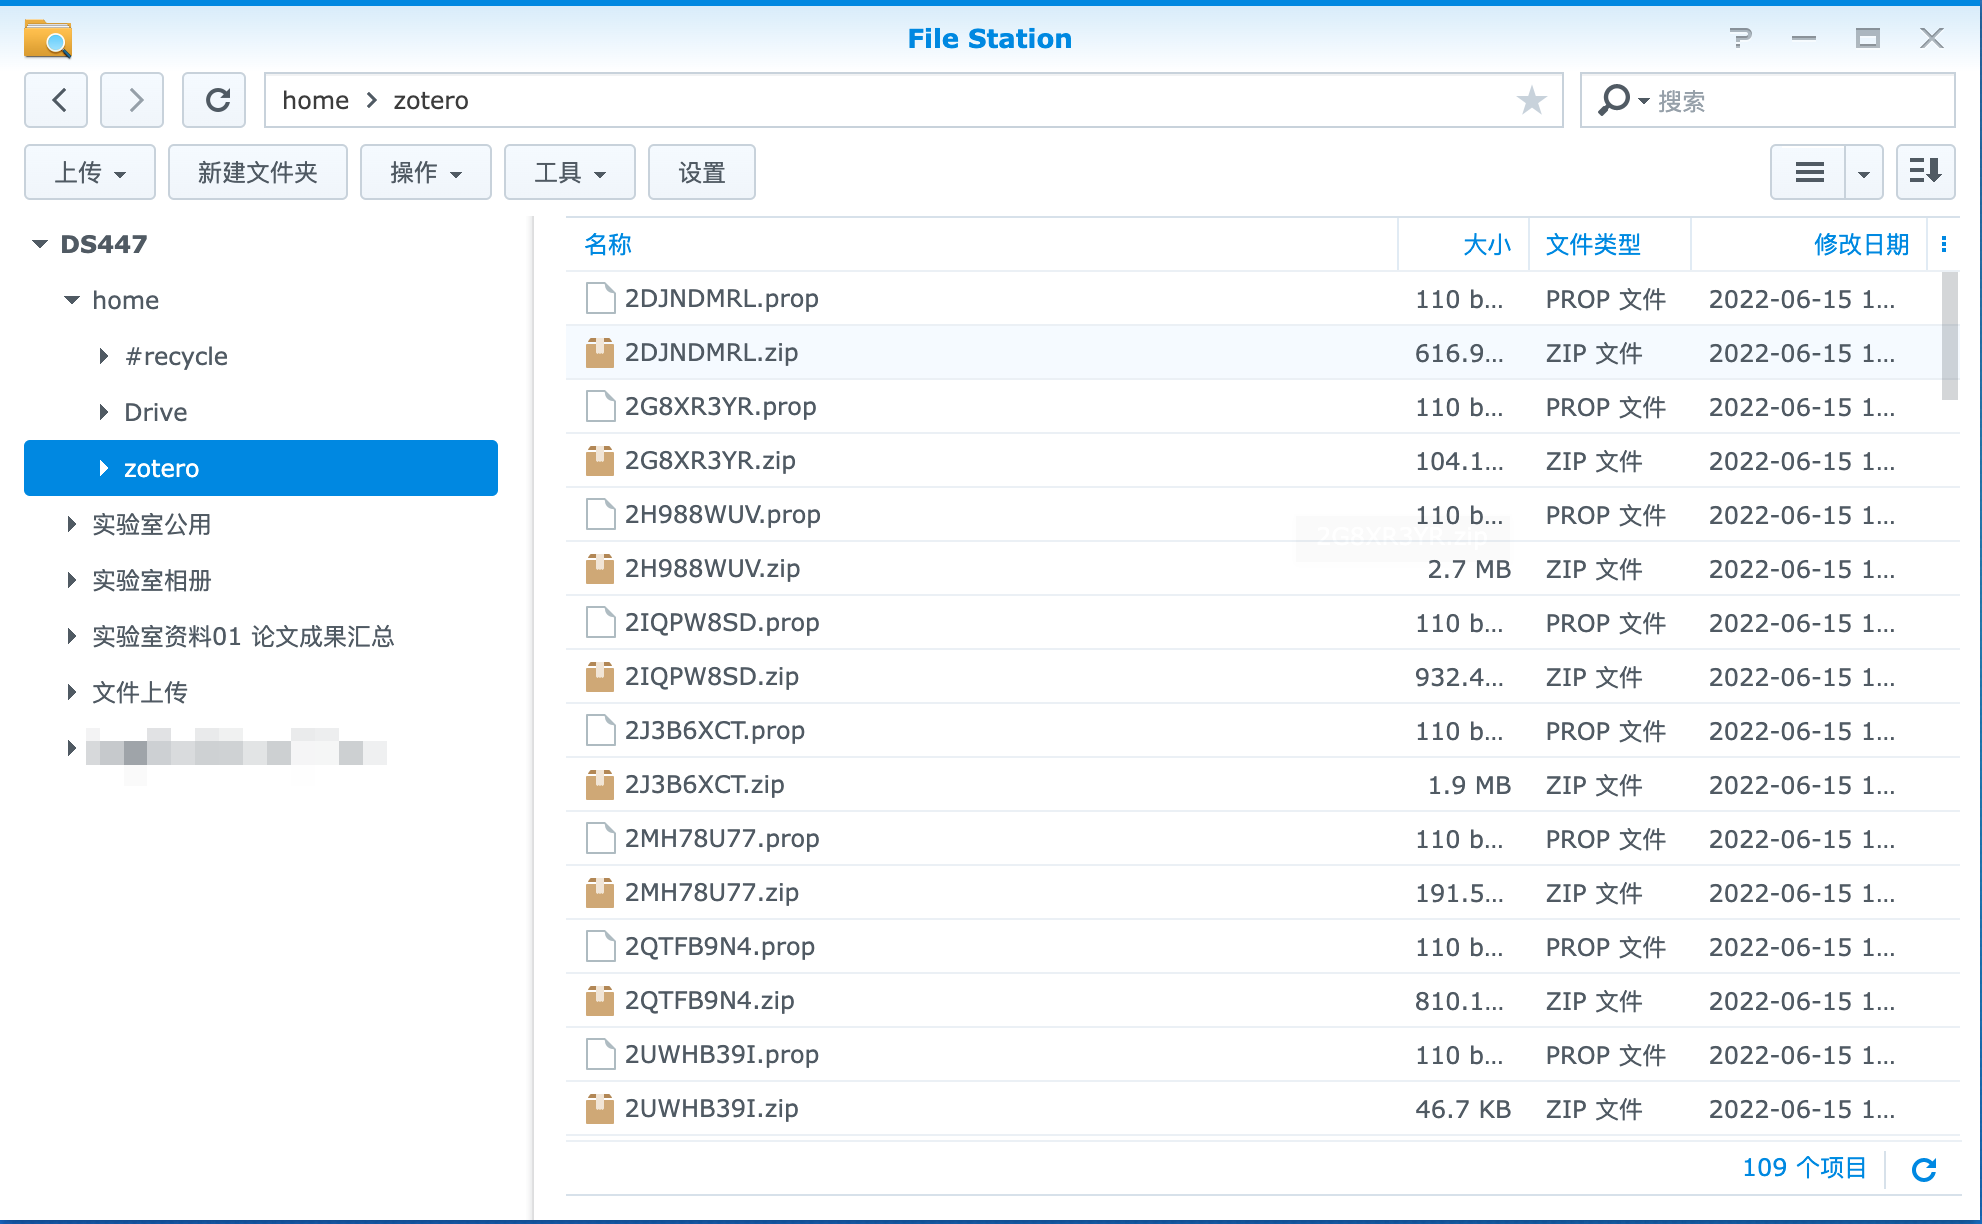 File Station
home > zotero
搜索
上传 新建文件夹 操作 工具 设置
DS447
home
#recycle
Drive
zotero
实验室公用
实验室相册
实验室资料01 论文成果汇总
文件上传
名称 大小 文件类型 修改日期
2DJNDMRL.prop 110 b... PROP 文件 2022-06-15 1...
2DJNDMRL.zip 616.9... ZIP 文件 2022-06-15 1...
2G8XR3YR.prop 110 b... PROP 文件 2022-06-15 1...
2G8XR3YR.zip 104.1... ZIP 文件 2022-06-15 1...
2H988WUV.prop 110 b... PROP 文件 2022-06-15 1...
2G8XR3YR.zip
2H988WUV.zip 2.7 MB ZIP 文件 2022-06-15 1...
2IQPW8SD.prop 110 b... PROP 文件 2022-06-15 1...
2IQPW8SD.zip 932.4... ZIP 文件 2022-06-15 1...
2J3B6XCT.prop 110 b... PROP 文件 2022-06-15 1...
2J3B6XCT.zip 1.9 MB ZIP 文件 2022-06-15 1...
2MH78U77.prop 110 b... PROP 文件 2022-06-15 1...
2MH78U77.zip 191.5... ZIP 文件 2022-06-15 1...
2QTFB9N4.prop 110 b... PROP 文件 2022-06-15 1...
2QTFB9N4.zip 810.1... ZIP 文件 2022-06-15 1...
2UWHB39I.prop 110 b... PROP 文件 2022-06-15 1...
2UWHB39I.zip 46.7 KB ZIP 文件 2022-06-15 1...
109 个项目